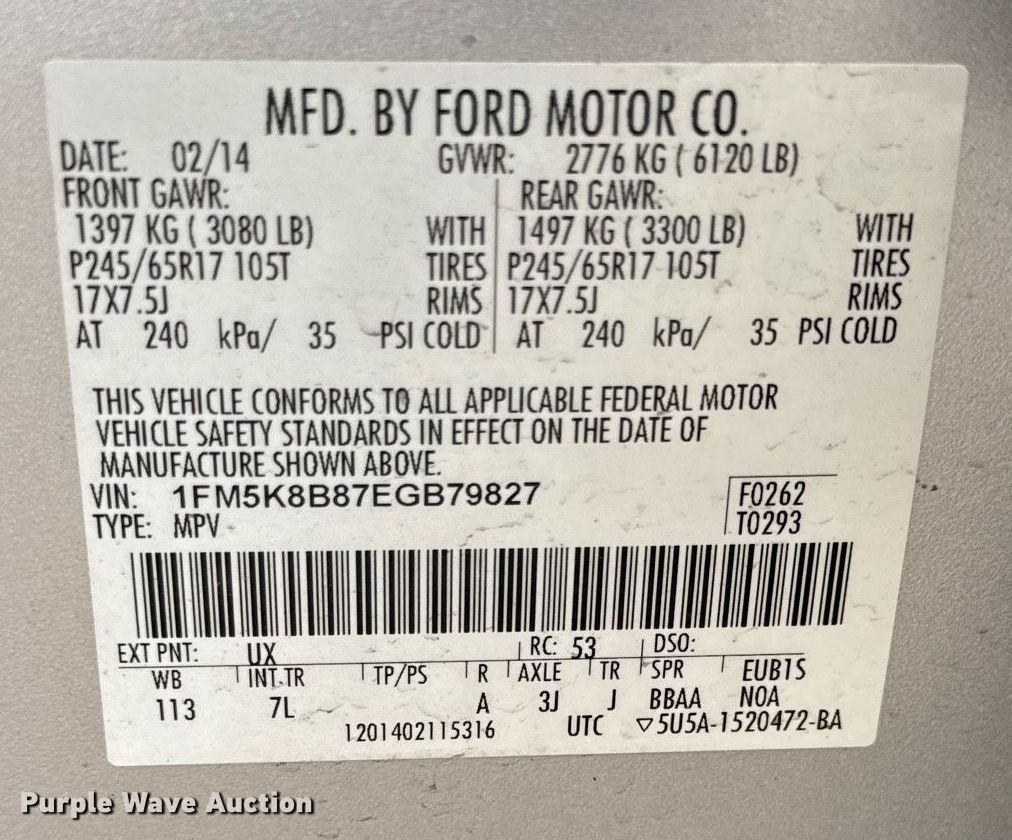 MFD. BY FORD MOTOR CO.
DATE: 02/14 GVWR: 2776 KG ( 6120 LB)
FRONT GAWR: REAR GAWR:
1397 KG ( 3080 LB) WITH 1497 KG ( 3300 LB) WITH
P245/65R17 105T TIRES P245/65R17 105T TIRES
17X7.5J RIMS 17X7.5J RIMS
AT 240 kPa/ 35 PSI COLD AT 240 kPa/ 35 PSI COLD
THIS VEHICLE CONFORMS TO ALL APPLICABLE FEDERAL MOTOR
VEHICLE SAFETY STANDARDS IN EFFECT ON THE DATE OF
MANUFACTURE SHOWN ABOVE.
VIN: 1FM5K8B87EGB79827 F0262
TYPE: MPV T0293
EXT PNT: UX RC: 53 DSO:
WB INT TR TP/PS R AXLE TR SPR EUB1S
113 7L A 3J J BBAA NOA
1201402115316 UTC ▽5U5A-1520472-BA
Purple Wave Auction